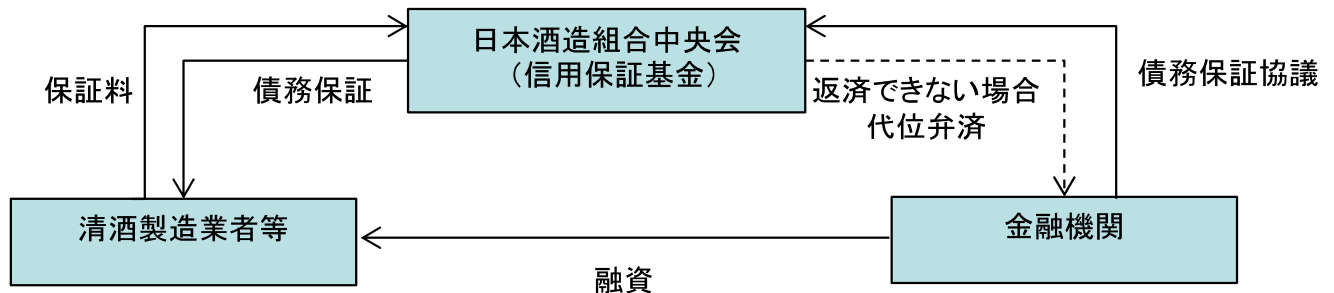 日本酒造組合中央会
（信用保証基金）
保証料
債務保証
返済できない場合
代位弁済
債務保証協議
清酒製造業者等
金融機関
融資